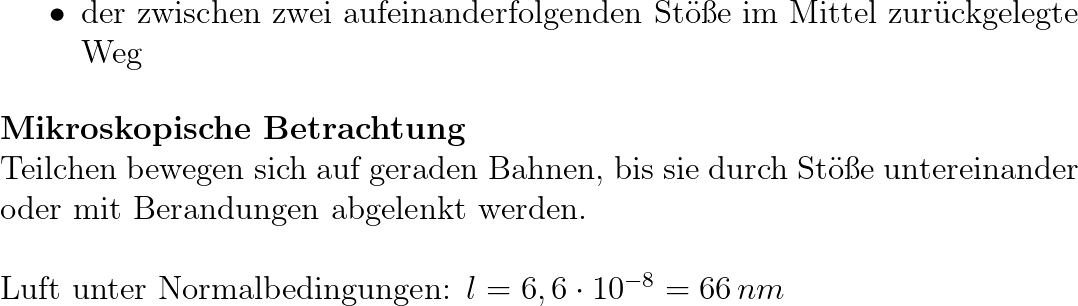 • der zwischen zwei aufeinanderfolgenden Stöße im Mittel zurückgelegte
Weg
Mikroskopische Betrachtung
Teilchen bewegen sich auf geraden Bahnen, bis sie durch Stöße untereinander
oder mit Berandungen abgelenkt werden.
Luft unter Normalbedingungen: l = 6, 6 · 10⁻⁸ = 66 nm